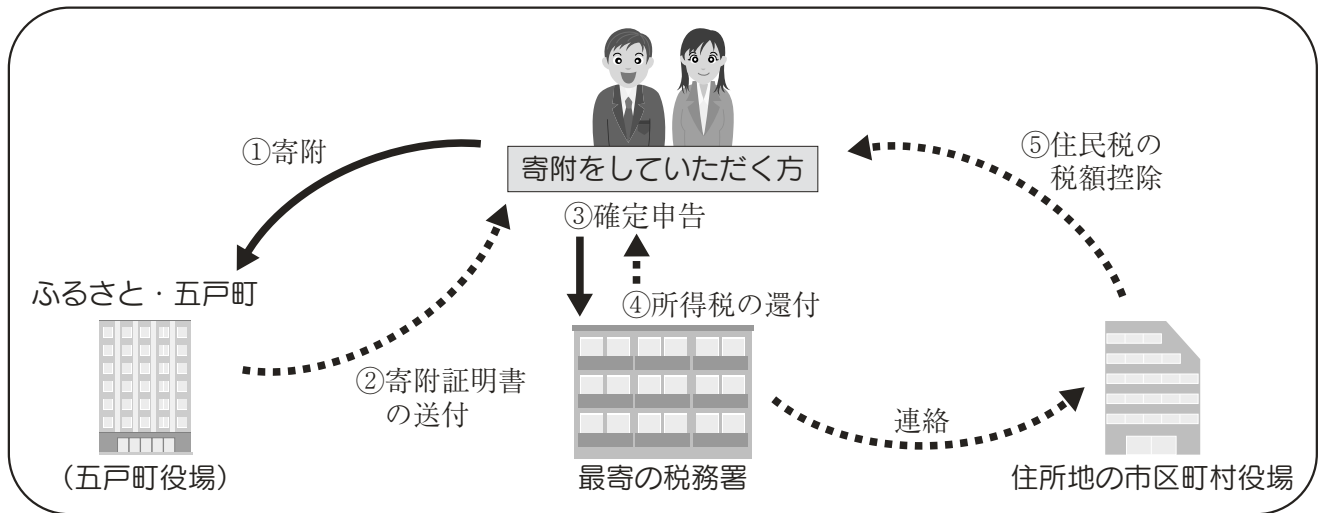 ①寄附
寄附をしていただく方
⑤住民税の
税額控除
③確定申告
ふるさと・五戸町
④所得税の還付
②寄附証明書
の送付
連絡
(五戸町役場)
最寄の税務署
住所地の市区町村役場